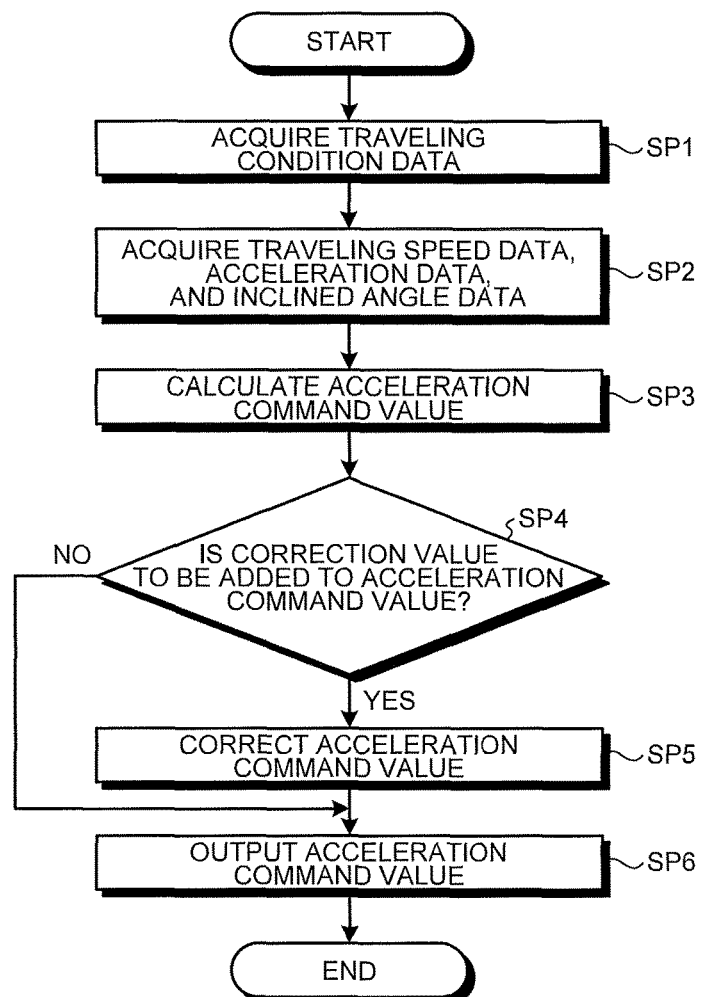 START
ACQUIRE TRAVELING
CONDITION DATA
SP1
ACQUIRE TRAVELING SPEED DATA,
ACCELERATION DATA,
AND INCLINED ANGLE DATA
SP2
CALCULATE ACCELERATION
COMMAND VALUE
SP3
SP4
NO
IS CORRECTION VALUE
TO BE ADDED TO ACCELERATION
COMMAND VALUE?
YES
CORRECT ACCELERATION
COMMAND VALUE
SP5
OUTPUT ACCELERATION
COMMAND VALUE
SP6
END